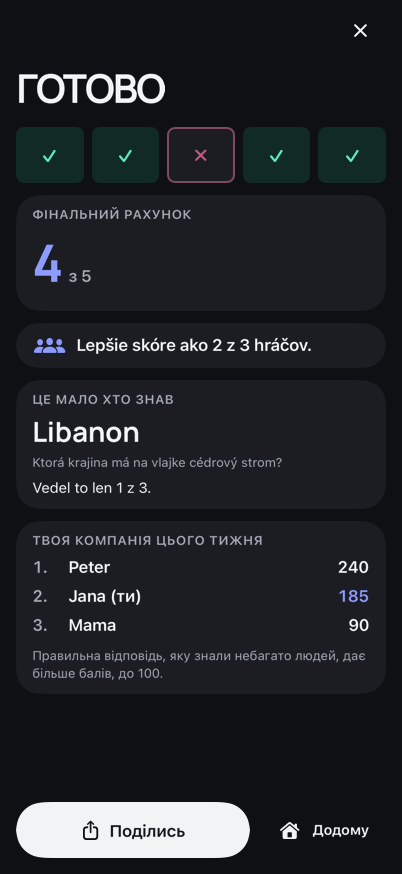 ГОТОВО
ФІНАЛЬНИЙ РАХУНОК
4 з 5
Lepšie skóre ako 2 z 3 hráčov.
ЦЕ МАЛО ХТО ЗНАВ
Libanon
Ktorá krajina má na vlajke cédrový strom?
Vedel to len 1 z 3.
ТВОЯ КОМПАНІЯ ЦЬОГО ТИЖНЯ
1. Peter 240
2. Jana (ти) 185
3. Mama 90
Правильна відповідь, яку знали небагато людей, дає
більше балів, до 100.
Поділись
Додому